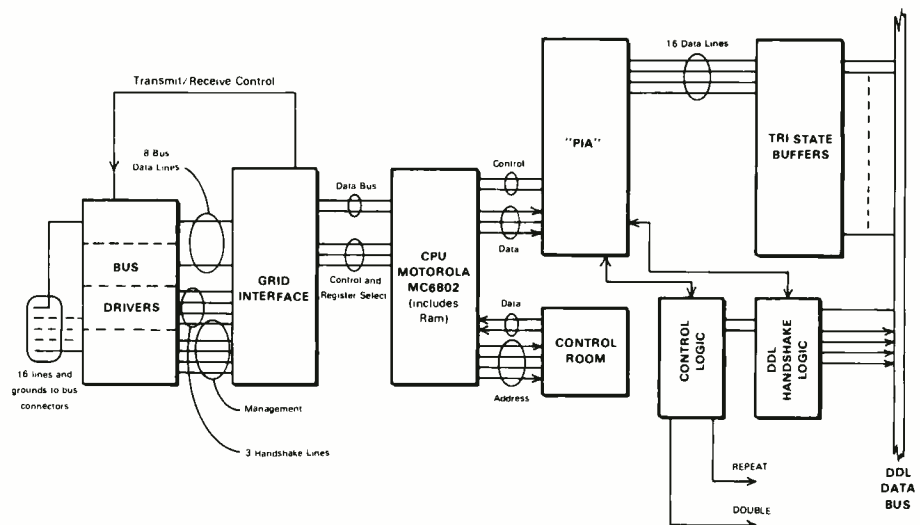 Transmit/Receive Control
8 Bus
Data Lines
BUS
DRIVERS
16 lines and
grounds to bus
connectors
Management
3 Handshake Lines
GRID
INTERFACE
Data Bus
Control and
Register Select
CPU
MOTOROLA
MC6802
(includes
Ram)
Control
Data
"PIA"
Data
Address
CONTROL
ROOM
16 Data Lines
TRI STATE
BUFFERS
CONTROL
LOGIC
DDL
HANDSHAKE
LOGIC
REPEAT
DOUBLE
DDL
DATA
BUS